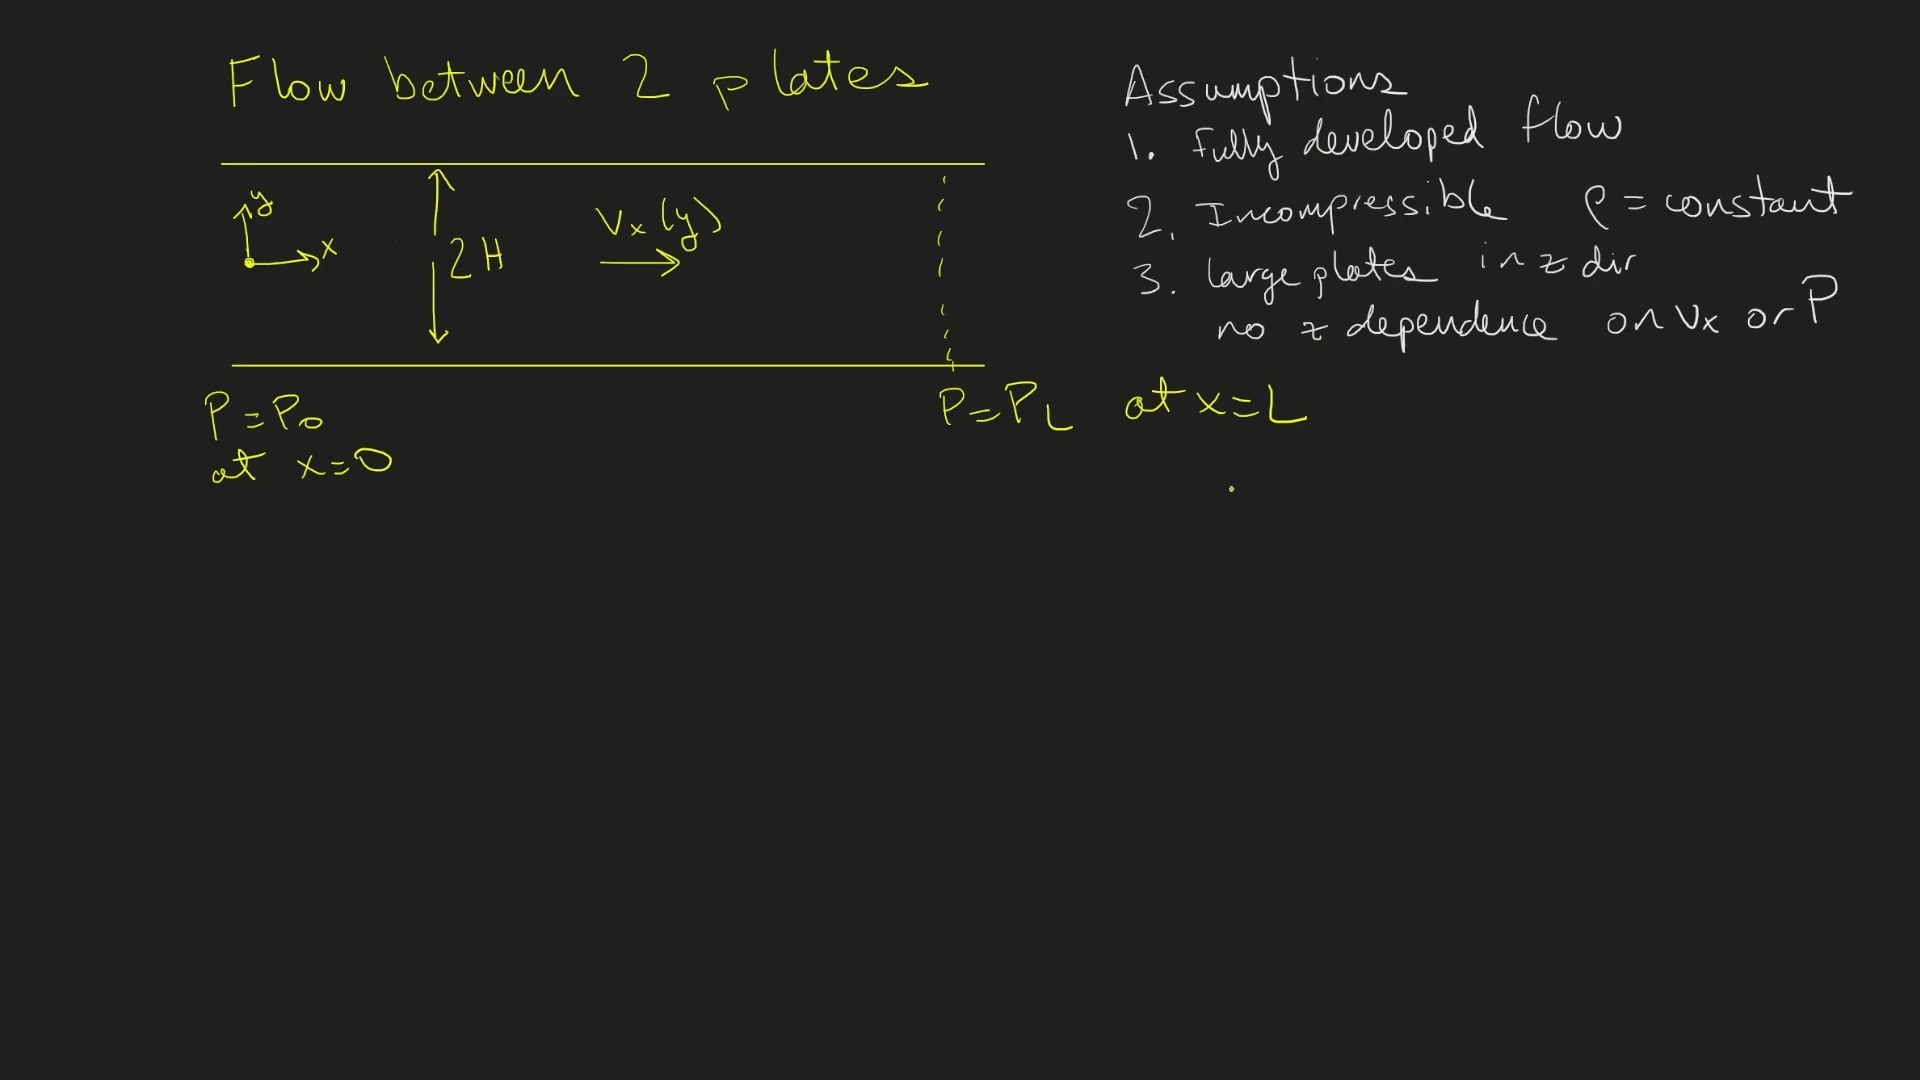 Flow between 2 plates
y
x
2H
Vx (y)
P = Po
at x=0
P=PL at x=L
Assumptions
1. Fully developed flow
2. Incompressible ρ = constant
3. large plates in z dir
no z dependence on Vx or P